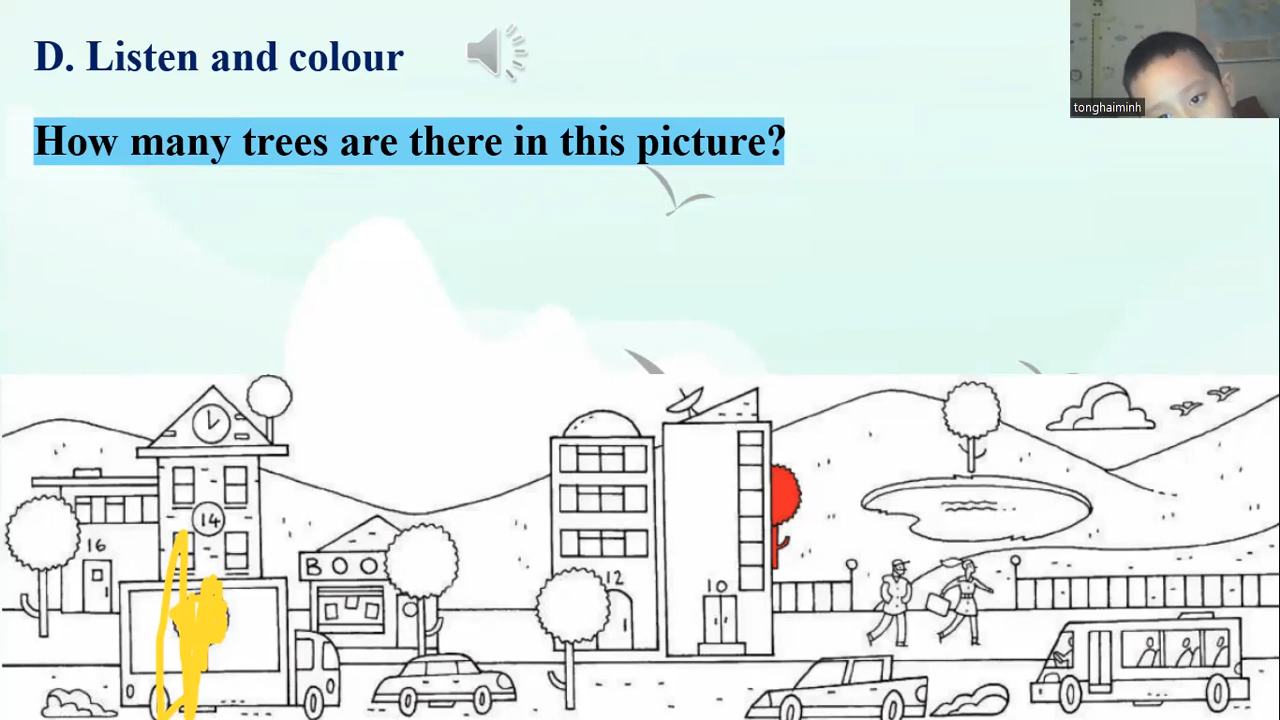 D. Listen and colour
tonghaiminh
How many trees are there in this picture?
14
16
BOO
12
10